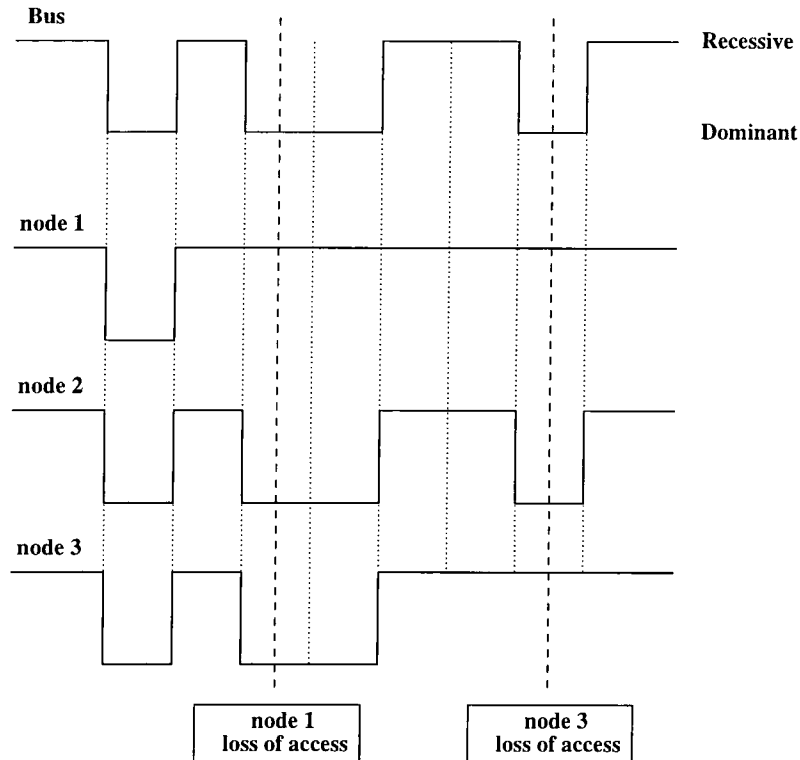 Bus
Recessive
Dominant
node 1
node 2
node 3
node 1
loss of access
node 3
loss of access